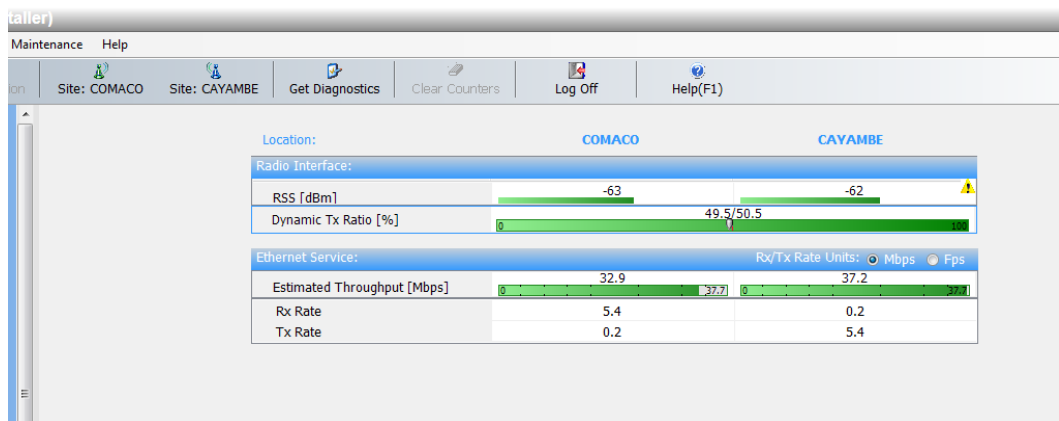 taller)
Maintenance Help
ion Site: COMACO Site: CAYAMBE Get Diagnostics Clear Counters Log Off Help(F1)
Location: COMACO CAYAMBE
Radio Interface:
RSS [dBm] -63 -62
Dynamic Tx Ratio [%] 49.5/50.5
0 100
Ethernet Service: Rx/Tx Rate Units: Mbps Fps
Estimated Throughput [Mbps] 32.9 37.2
0 37.7 0 37.7
Rx Rate 5.4 0.2
Tx Rate 0.2 5.4